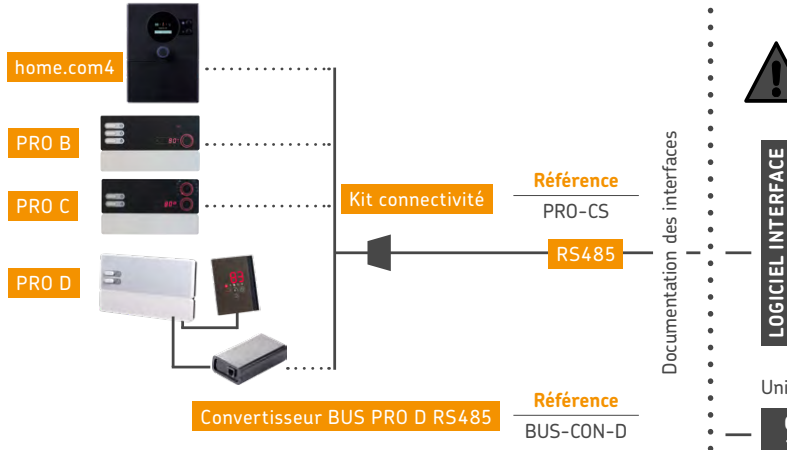 home.com4
PRO B
PRO C
PRO D
Kit connectivité
Référence
PRO-CS
RS485
Convertisseur BUS PRO D RS485
Référence
BUS-CON-D
Documentation des interfaces
LOGICIEL INTERFACE